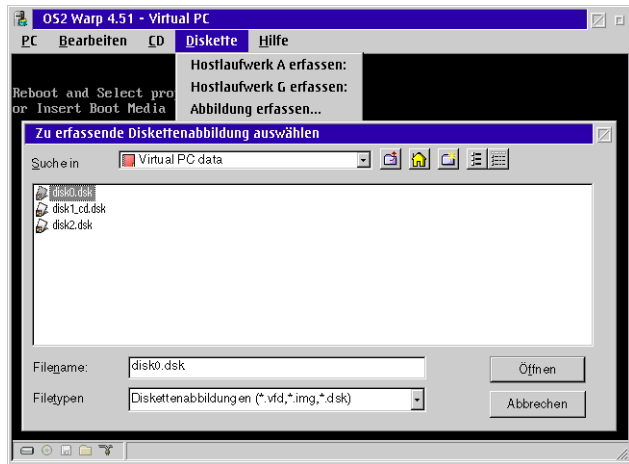 OS2 Warp 4.51 - Virtual PC
PC Bearbeiten CD Diskette Hilfe
Hostlaufwerk A erfassen:
Hostlaufwerk G erfassen:
Abbildung erfassen...
Reboot and Select pro
or Insert Boot Media
Zu erfassende Diskettenabbildung auswählen
Suche in Virtual PC data
disk0.dsk
disk1_cd.dsk
disk2.dsk
Filename: disk0.dsk
Öffnen
Filetypen Diskettenabbildungen (*.vfd,*.img,*.dsk)
Abbrechen